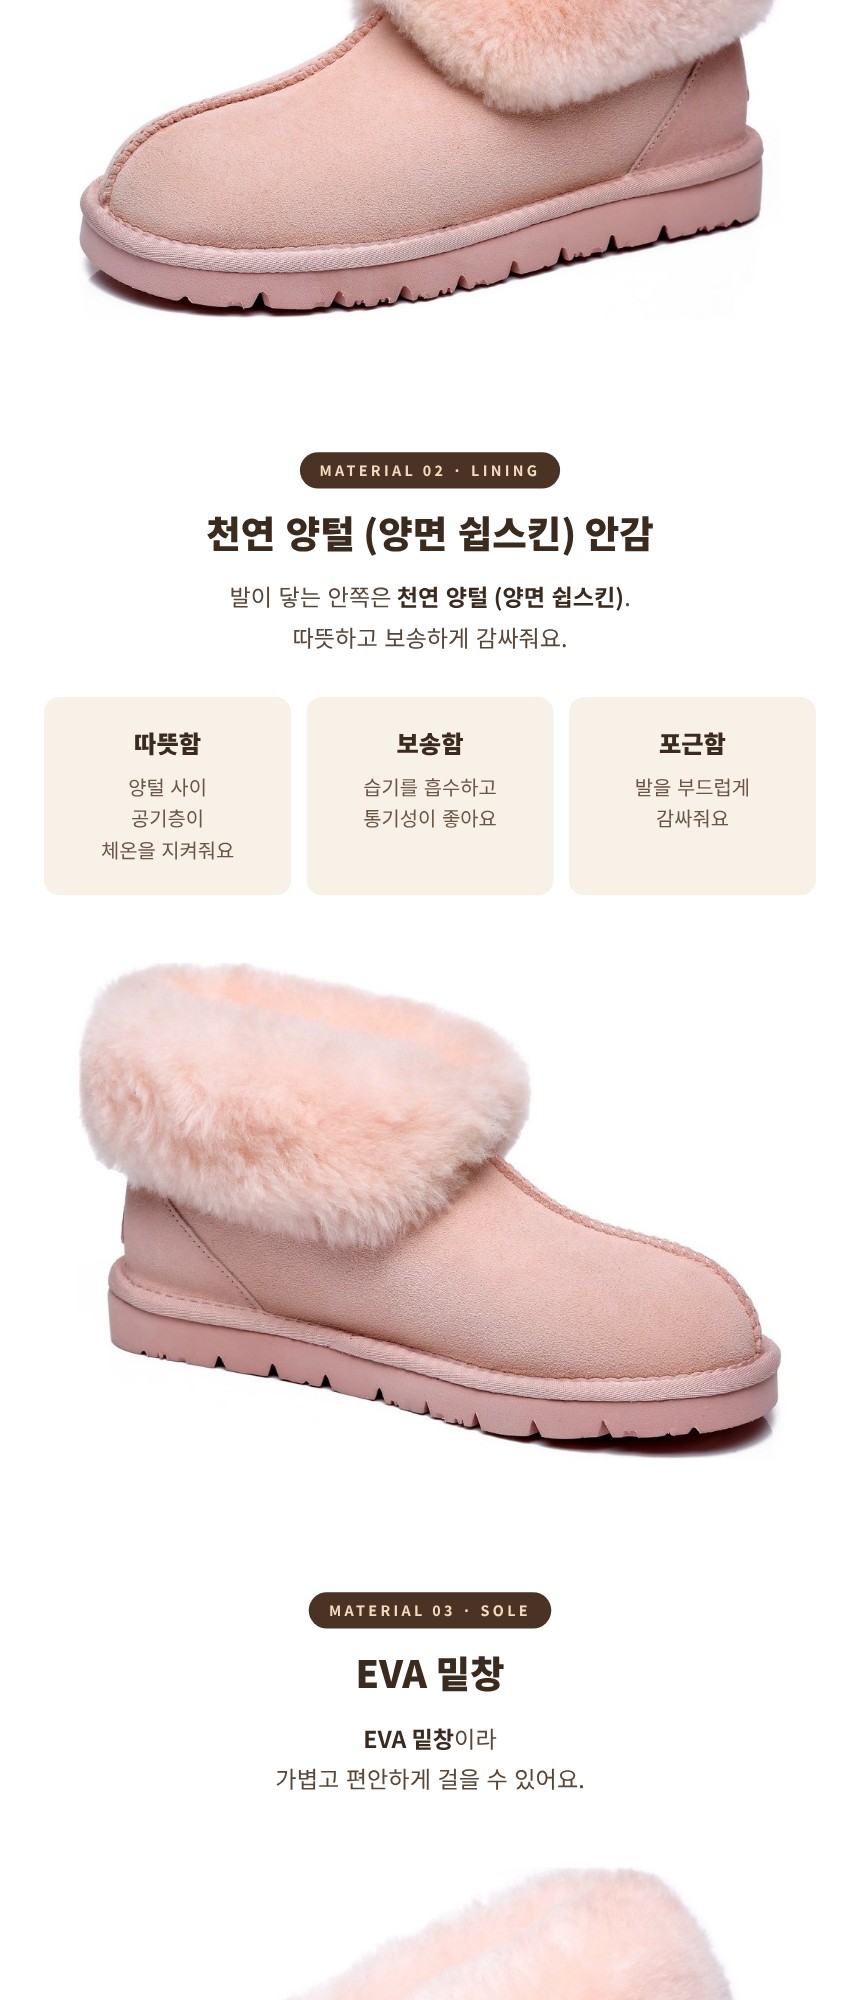 MATERIAL 02 · LINING
천연 양털 (양면 쉽스킨) 안감
발이 닿는 안쪽은 천연 양털 (양면 쉽스킨).
따뜻하고 보송하게 감싸줘요.
따뜻함
양털 사이
공기층이
체온을 지켜줘요
보송함
습기를 흡수하고
통기성이 좋아요
포근함
발을 부드럽게
감싸줘요
MATERIAL 03 · SOLE
EVA 밑창
EVA 밑창이라
가볍고 편안하게 걸을 수 있어요.